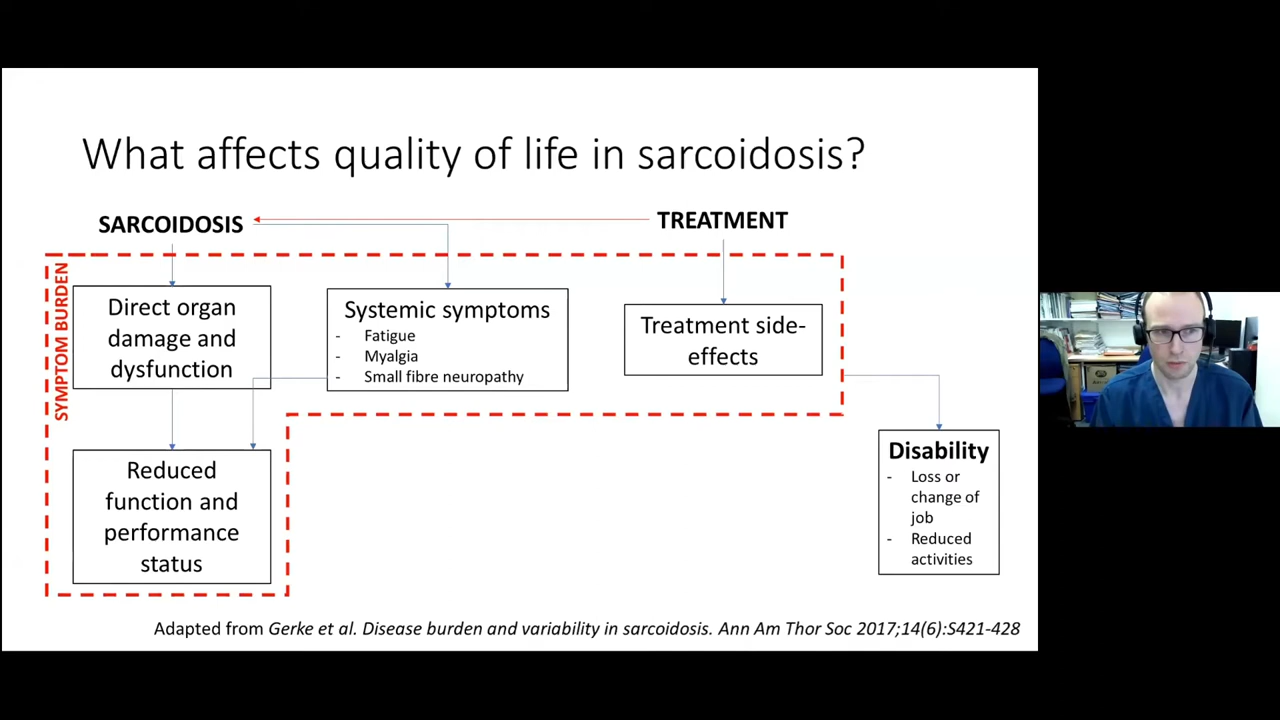 What affects quality of life in sarcoidosis?
SARCOIDOSIS
TREATMENT
SYMPTOM BURDEN
Direct organ
damage and
dysfunction
Systemic symptoms
- Fatigue
- Myalgia
- Small fibre neuropathy
Treatment side-
effects
Reduced
function and
performance
status
Disability
- Loss or
change of
job
- Reduced
activities
Adapted from Gerke et al. Disease burden and variability in sarcoidosis. Ann Am Thor Soc 2017;14(6):S421-428